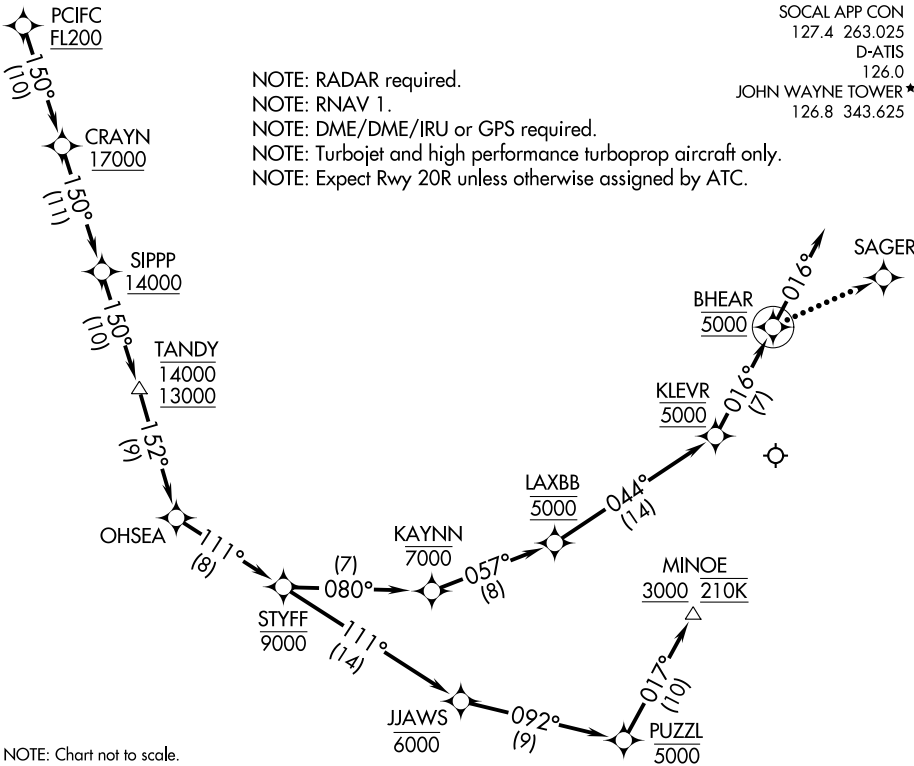 PCIFC
FL200
SOCAL APP CON
127.4 263.025
D-ATIS
126.0
JOHN WAYNE TOWER★
126.8 343.625
150°
(10)
NOTE: RADAR required.
NOTE: RNAV 1.
NOTE: DME/DME/IRU or GPS required.
NOTE: Turbojet and high performance turboprop aircraft only.
NOTE: Expect Rwy 20R unless otherwise assigned by ATC.
CRAYN
17000
150°
(11)
SIPPP
14000
150°
(10)
TANDY
14000
13000
152°
(9)
OHSEA
111°
(8)
STYFF
9000
(7)
080°
KAYNN
7000
057°
(8)
LAXBB
5000
044°
(14)
KLEVR
5000
016°
(7)
BHEAR
5000
016°
SAGER
111°
(14)
JJAWS
6000
092°
(9)
PUZZL
5000
017°
(10)
MINOE
3000 210K
NOTE: Chart not to scale.